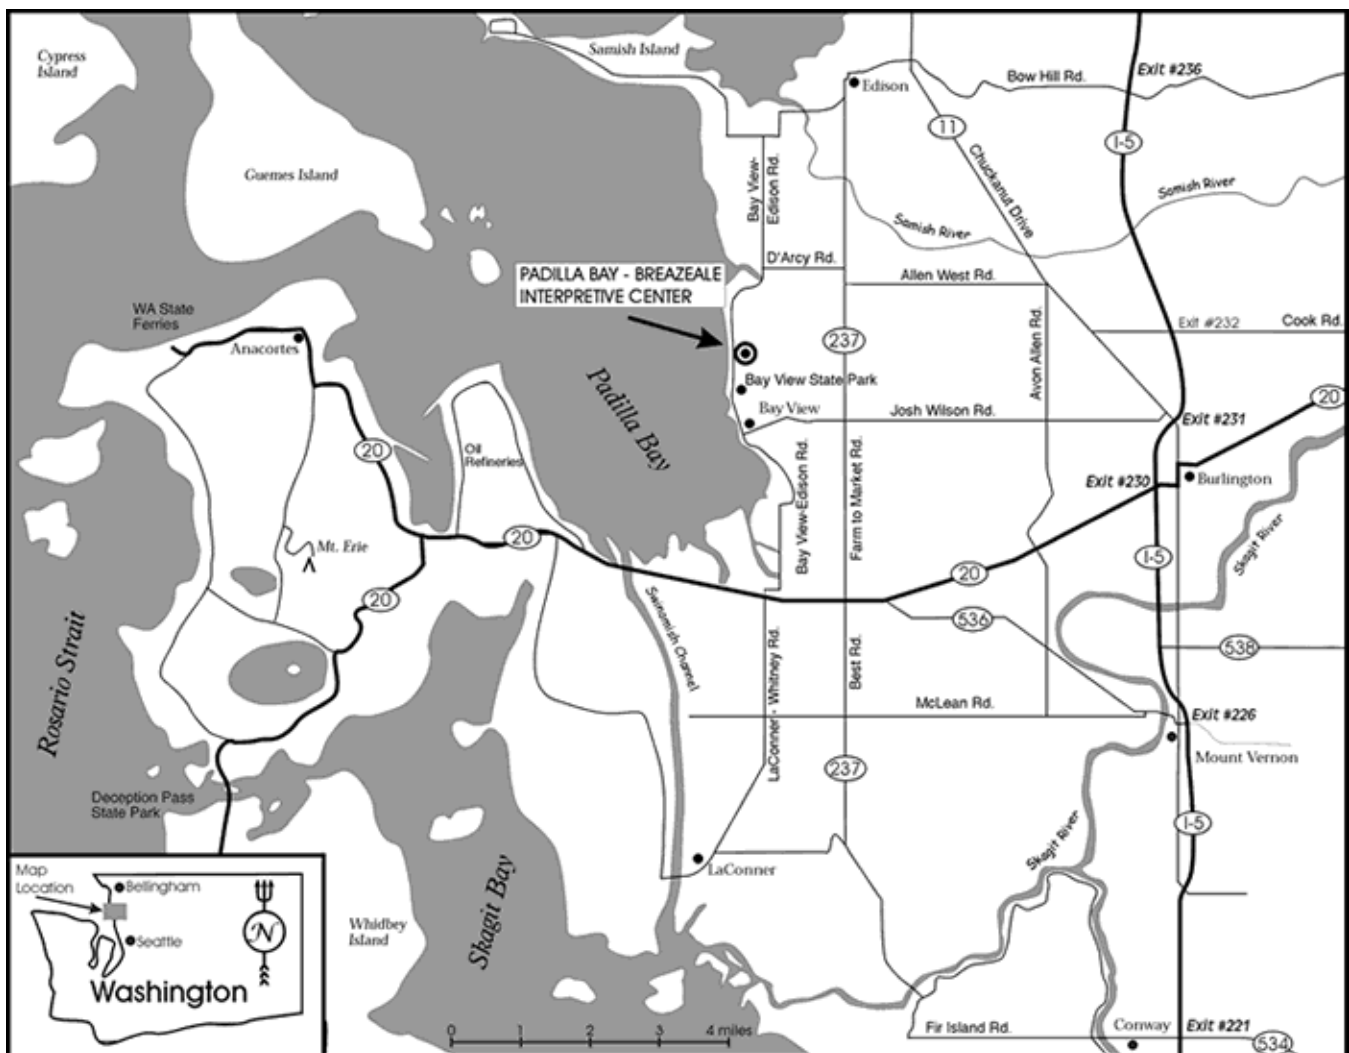 Cypress
Island
Samish Island
Edison
Bow Hill Rd.
Exit #236
11
I-5
Guemes Island
Bay View-
Edison Rd.
Chuckanut Drive
Samish River
Samish River
D'Arcy Rd.
PADILLA BAY - BREAZEALE
INTERPRETIVE CENTER
Allen West Rd.
WA State
Ferries
Anacortes
237
Avon Allen Rd.
Exit #232
Cook Rd.
Padilla Bay
Bay View State Park
Bay View
Josh Wilson Rd.
20
Exit #231
20
Oil
Refineries
Bay View-Edison Rd.
Farm to Market Rd.
Exit #230
Burlington
Mt. Erie
20
I-5
Skagit River
20
20
Swinomish Channel
536
538
Rosario Strait
LaConner - Whitney Rd.
Best Rd.
McLean Rd.
Exit #226
Mount Vernon
237
Deception Pass
State Park
I-5
Skagit River
LaConner
Skagit Bay
Map
Location
Bellingham
Seattle
N
Washington
Whidbey
Island
0 1 2 3 4 miles
Fir Island Rd.
Conway
Exit #221
534